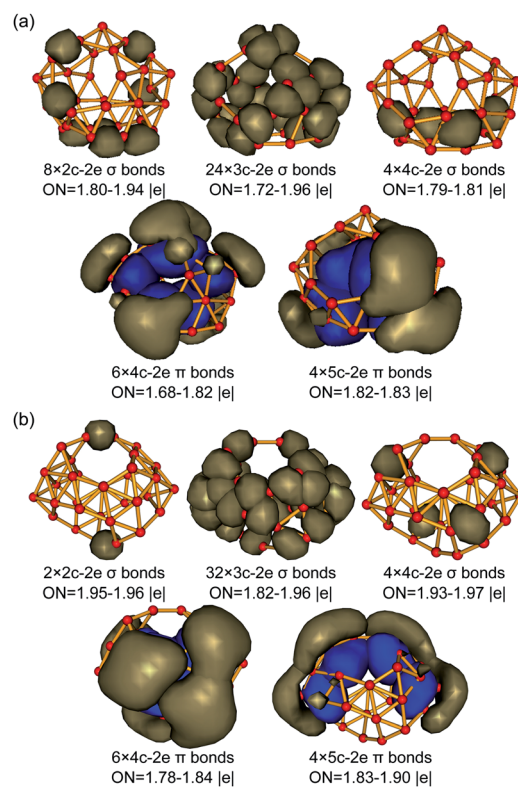 (a)
8×2c-2e σ bonds
ON=1.80-1.94 |e|
24×3c-2e σ bonds
ON=1.72-1.96 |e|
4×4c-2e σ bonds
ON=1.79-1.81 |e|
6×4c-2e π bonds
ON=1.68-1.82 |e|
4×5c-2e π bonds
ON=1.82-1.83 |e|
(b)
2×2c-2e σ bonds
ON=1.95-1.96 |e|
32×3c-2e σ bonds
ON=1.82-1.96 |e|
4×4c-2e σ bonds
ON=1.93-1.97 |e|
6×4c-2e π bonds
ON=1.78-1.84 |e|
4×5c-2e π bonds
ON=1.83-1.90 |e|